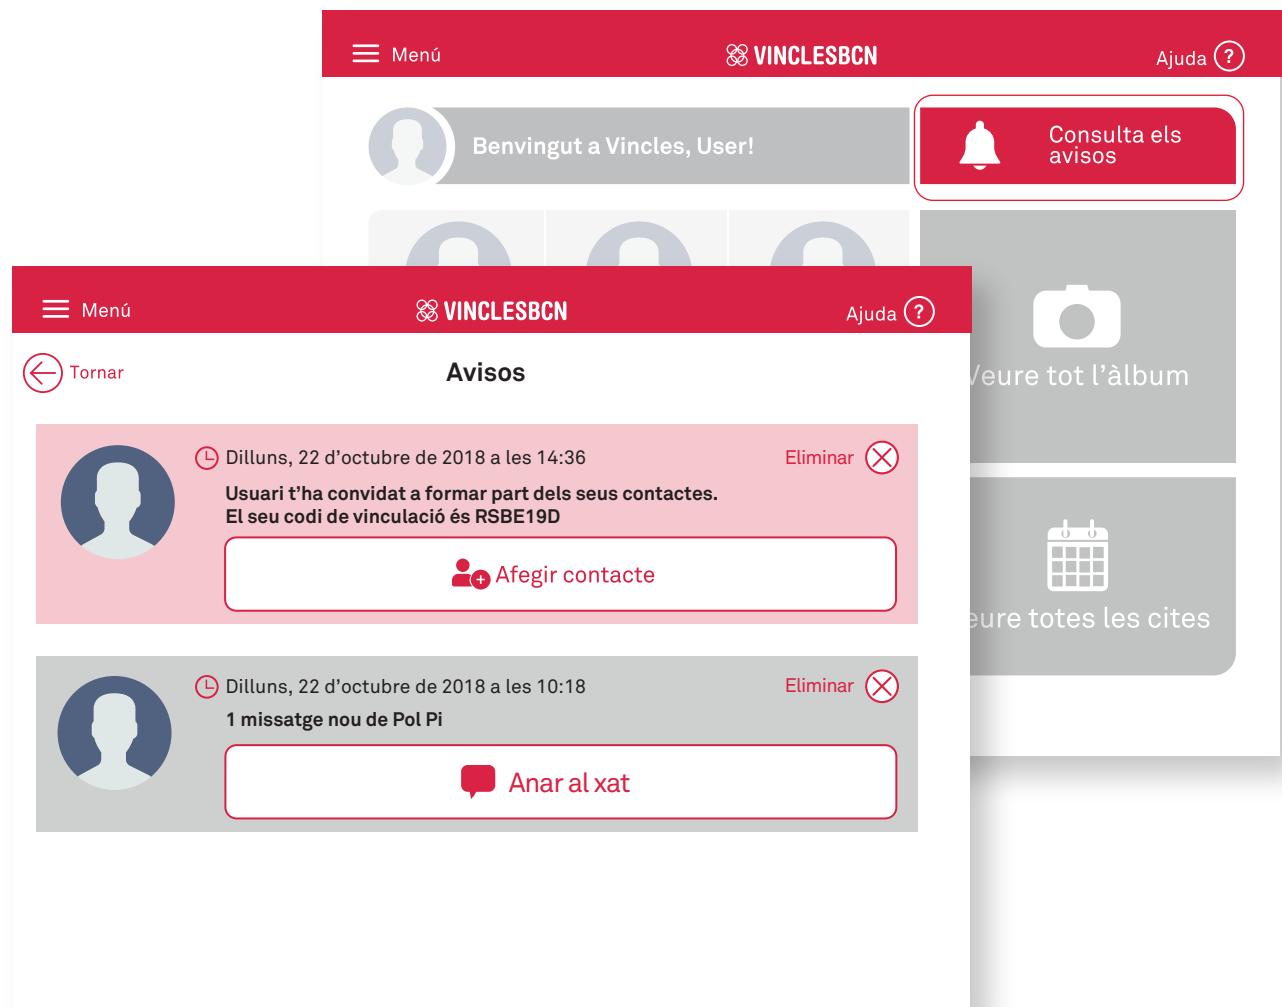 Menú
VINCLESBCN
Ajuda ?
Benvingut a Vincles, User!
Consulta els
avisos
Veure tot l'àlbum
eure totes les cites
Menú
VINCLESBCN
Ajuda ?
Tornar
Avisos
Dilluns, 22 d'octubre de 2018 a les 14:36
Eliminar
Usuari t'ha convidat a formar part dels seus contactes.
El seu codi de vinculació és RSBE19D
Afegir contacte
Dilluns, 22 d'octubre de 2018 a les 10:18
Eliminar
1 missatge nou de Pol Pi
Anar al xat